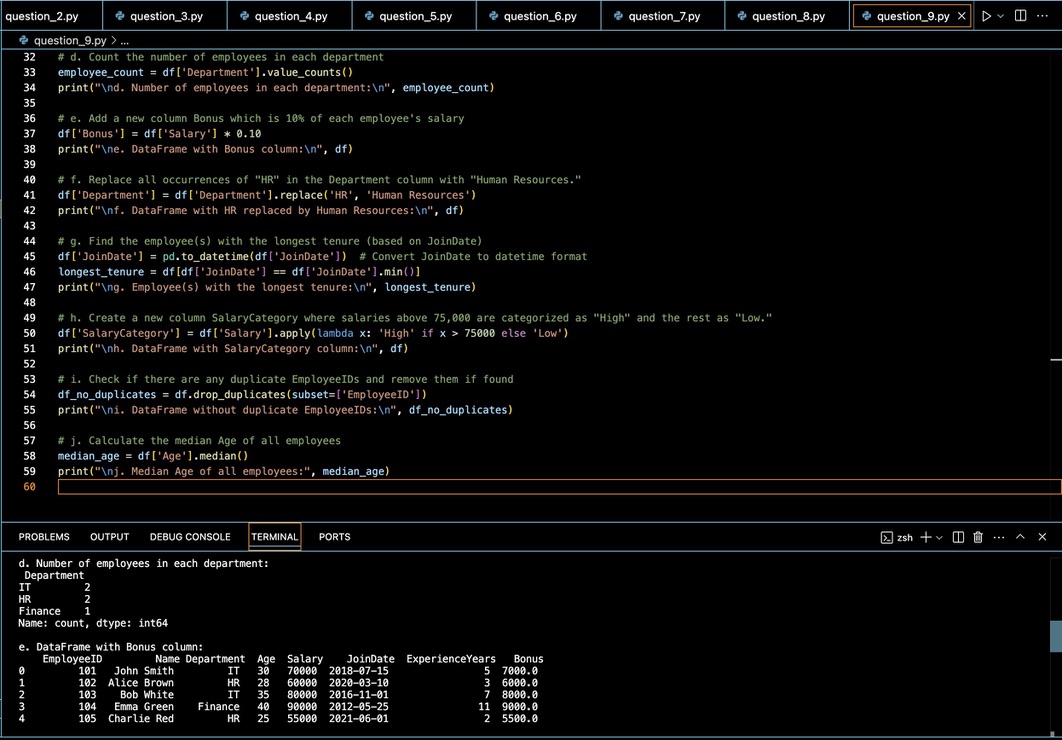 question_2.py question_3.py question_4.py question_5.py question_6.py question_7.py question_8.py question_9.py
question_9.py > ...
32 # d. Count the number of employees in each department
33 employee_count = df['Department'].value_counts()
34 print("\nd. Number of employees in each department:\n", employee_count)
35
36 # e. Add a new column Bonus which is 10% of each employee's salary
37 df['Bonus'] = df['Salary'] * 0.10
38 print("\ne. DataFrame with Bonus column:\n", df)
39
40 # f. Replace all occurrences of "HR" in the Department column with "Human Resources."
41 df['Department'] = df['Department'].replace('HR', 'Human Resources')
42 print("\nf. DataFrame with HR replaced by Human Resources:\n", df)
43
44 # g. Find the employee(s) with the longest tenure (based on JoinDate)
45 df['JoinDate'] = pd.to_datetime(df['JoinDate']) # Convert JoinDate to datetime format
46 longest_tenure = df[df['JoinDate'] == df['JoinDate'].min()]
47 print("\ng. Employee(s) with the longest tenure:\n", longest_tenure)
48
49 # h. Create a new column SalaryCategory where salaries above 75,000 are categorized as "High" and the rest as "Low."
50 df['SalaryCategory'] = df['Salary'].apply(lambda x: 'High' if x > 75000 else 'Low')
51 print("\nh. DataFrame with SalaryCategory column:\n", df)
52
53 # i. Check if there are any duplicate EmployeeIDs and remove them if found
54 df_no_duplicates = df.drop_duplicates(subset=['EmployeeID'])
55 print("\ni. DataFrame without duplicate EmployeeIDs:\n", df_no_duplicates)
56
57 # j. Calculate the median Age of all employees
58 median_age = df['Age'].median()
59 print("\nj. Median Age of all employees:", median_age)
60
PROBLEMS OUTPUT DEBUG CONSOLE TERMINAL PORTS zsh
d. Number of employees in each department:
Department
IT 2
HR 2
Finance 1
Name: count, dtype: int64
e. DataFrame with Bonus column:
EmployeeID Name Department Age Salary JoinDate ExperienceYears Bonus
0 101 John Smith IT 30 70000 2018-07-15 5 7000.0
1 102 Alice Brown HR 28 60000 2020-03-10 3 6000.0
2 103 Bob White IT 35 80000 2016-11-01 7 8000.0
3 104 Emma Green Finance 40 90000 2012-05-25 11 9000.0
4 105 Charlie Red HR 25 55000 2021-06-01 2 5500.0